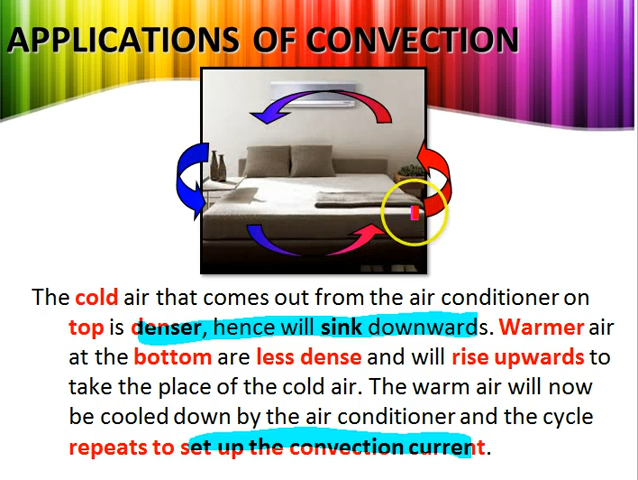 APPLICATIONS OF CONVECTION
The cold air that comes out from the air conditioner on
top is denser, hence will sink downwards. Warmer air
at the bottom are less dense and will rise upwards to
take the place of the cold air. The warm air will now
be cooled down by the air conditioner and the cycle
repeats to set up the convection current.